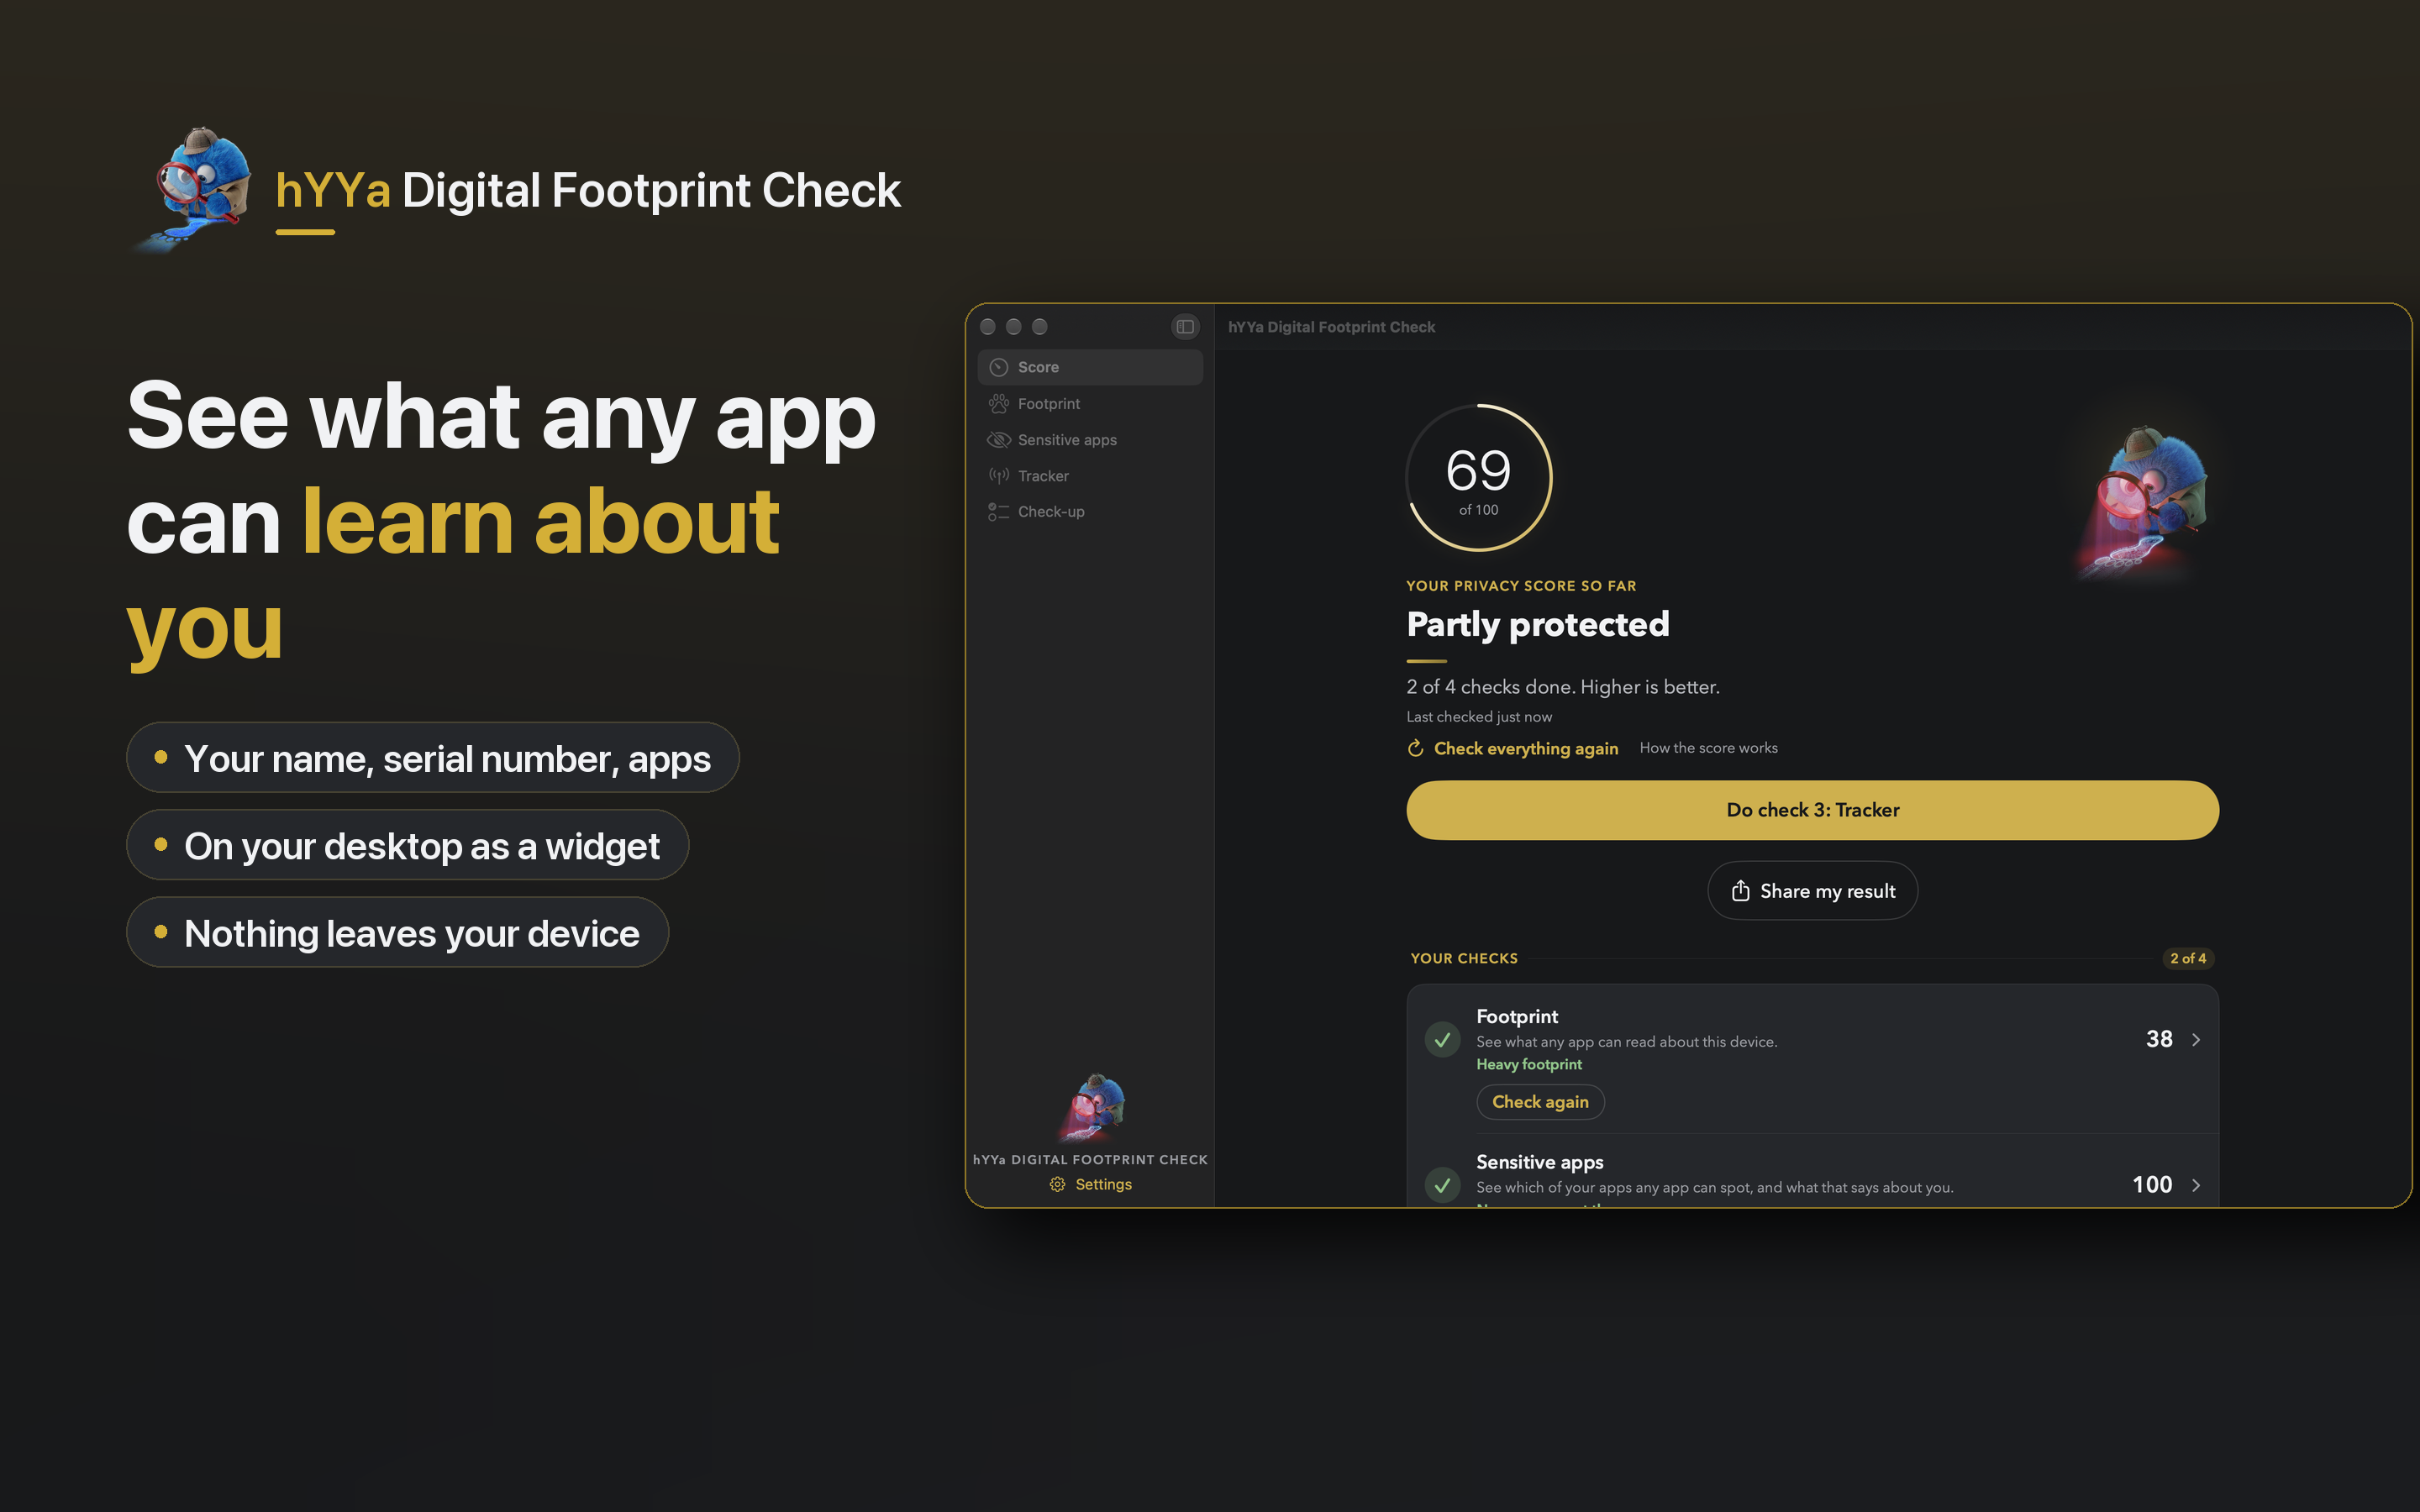 hYYa Digital Footprint Check
See what any app
can learn about
you
Your name, serial number, apps
On your desktop as a widget
Nothing leaves your device
hYYa Digital Footprint Check
Score
Footprint
Sensitive apps
Tracker
Check-up
hYYa DIGITAL FOOTPRINT CHECK
Settings
69
of 100
YOUR PRIVACY SCORE SO FAR
Partly protected
2 of 4 checks done. Higher is better.
Last checked just now
Check everything again How the score works
Do check 3: Tracker
Share my result
YOUR CHECKS 2 of 4
Footprint
See what any app can read about this device.
Heavy footprint
38
Check again
Sensitive apps
See which of your apps any app can spot, and what that says about you.
100